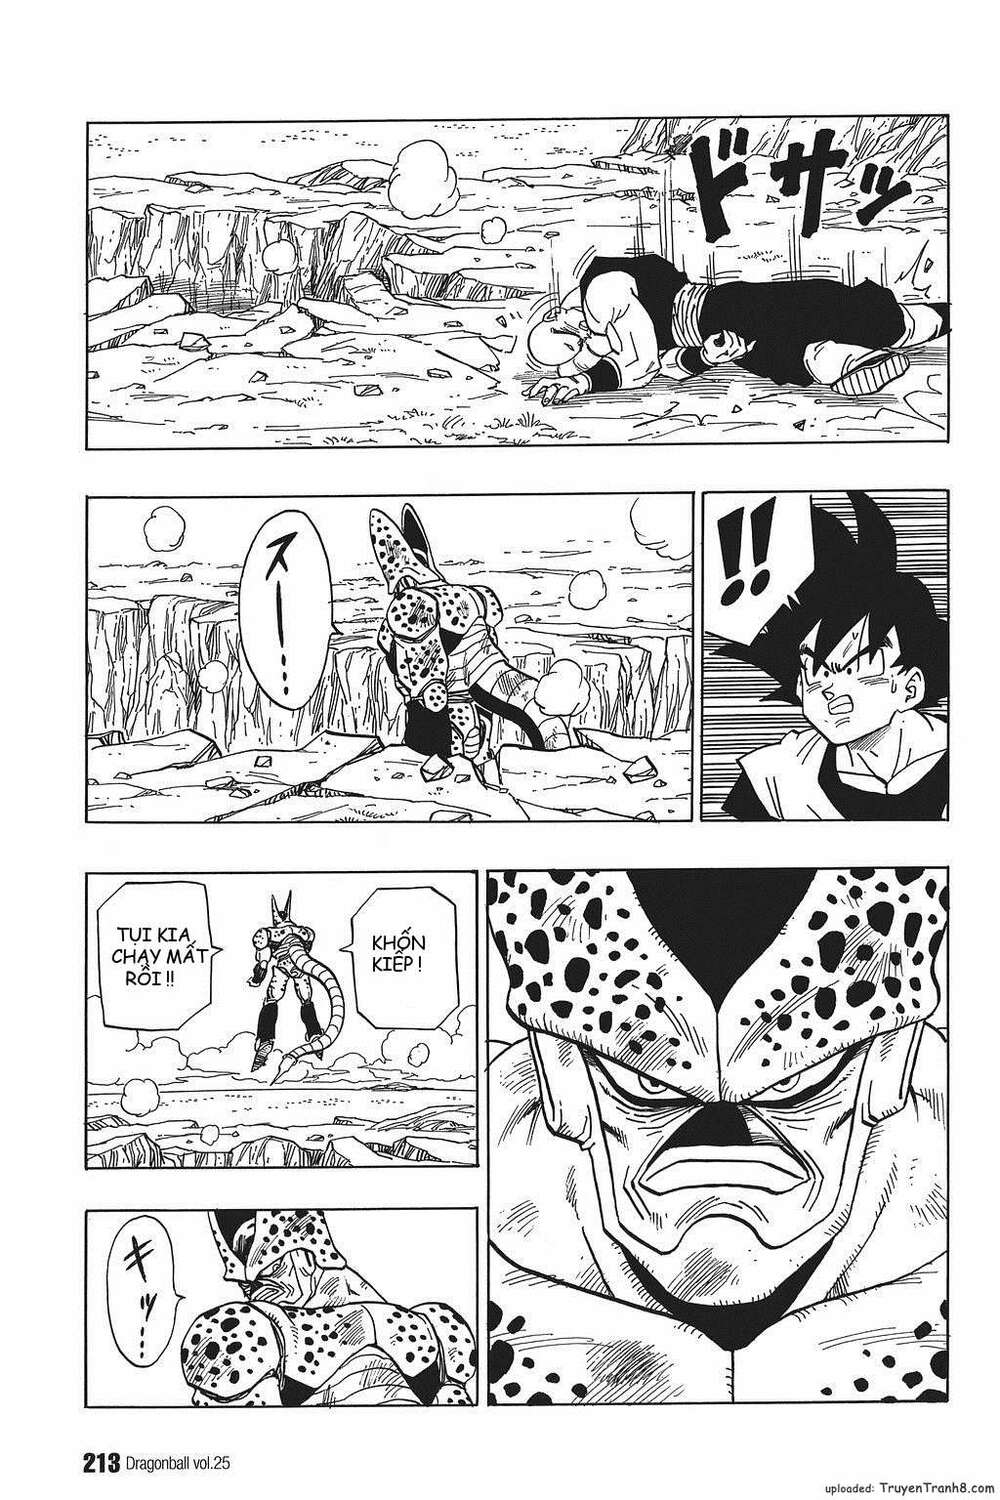 ドサッ
!!
スー……
KHỐN
KIẾP !
TỤI KIA
CHẠY MẤT
RỒI !!
キッ……
213 Dragonball vol.25
uploaded: TruyenTranh8.com